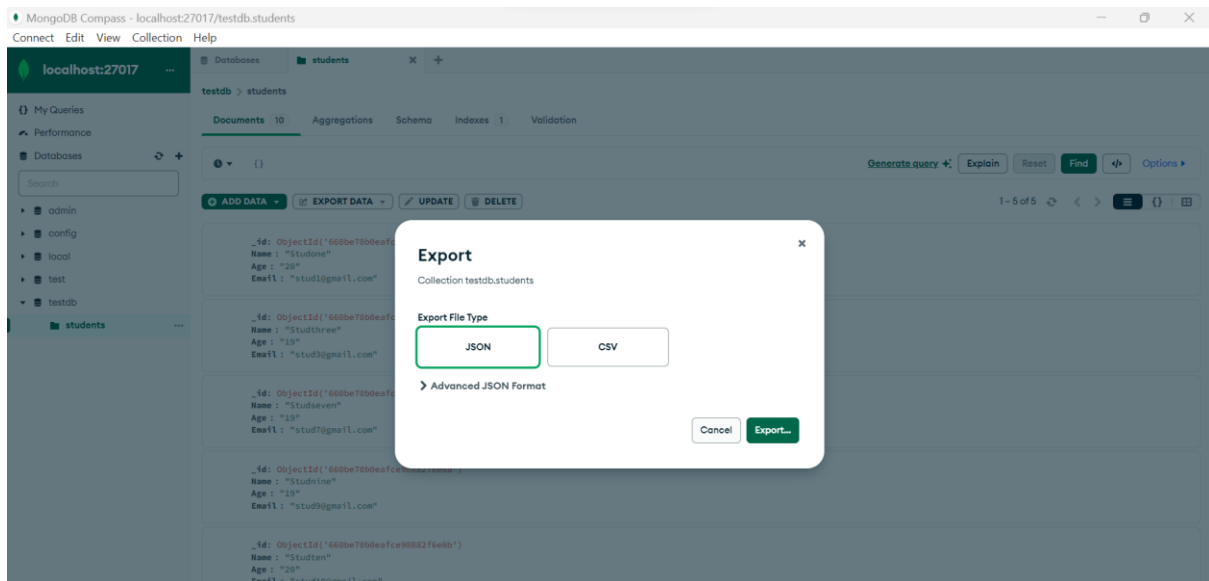 MongoDB Compass - localhost:27017/testdb.students
Connect Edit View Collection Help
localhost:27017 ...
My Queries
Performance
Databases
Search
admin
config
local
test
testdb
students ...
Databases students
testdb > students
Documents 10 Aggregations Schema Indexes 1 Validation
{} Generate query Explain Reset Find </> Options
ADD DATA EXPORT DATA UPDATE DELETE 1 - 5 of 5
_id: ObjectId('660be78b0eafc
Name : "Studone"
Age : "20"
Email : "stud1@gmail.com"
_id: ObjectId('660be78b0eafc
Name : "Studthree"
Age : "19"
Email : "stud3@gmail.com"
_id: ObjectId('660be78b0eafc
Name : "Studseven"
Age : "19"
Email : "stud7@gmail.com"
Name : "Studnine"
Age : "19"
Email : "stud9@gmail.com"
_id: ObjectId('660be78b0eafce90882f6e8b')
Name : "Studten"
Age : "20"
Export
Collection testdb.students
Export File Type
JSON CSV
Advanced JSON Format
Cancel Export...